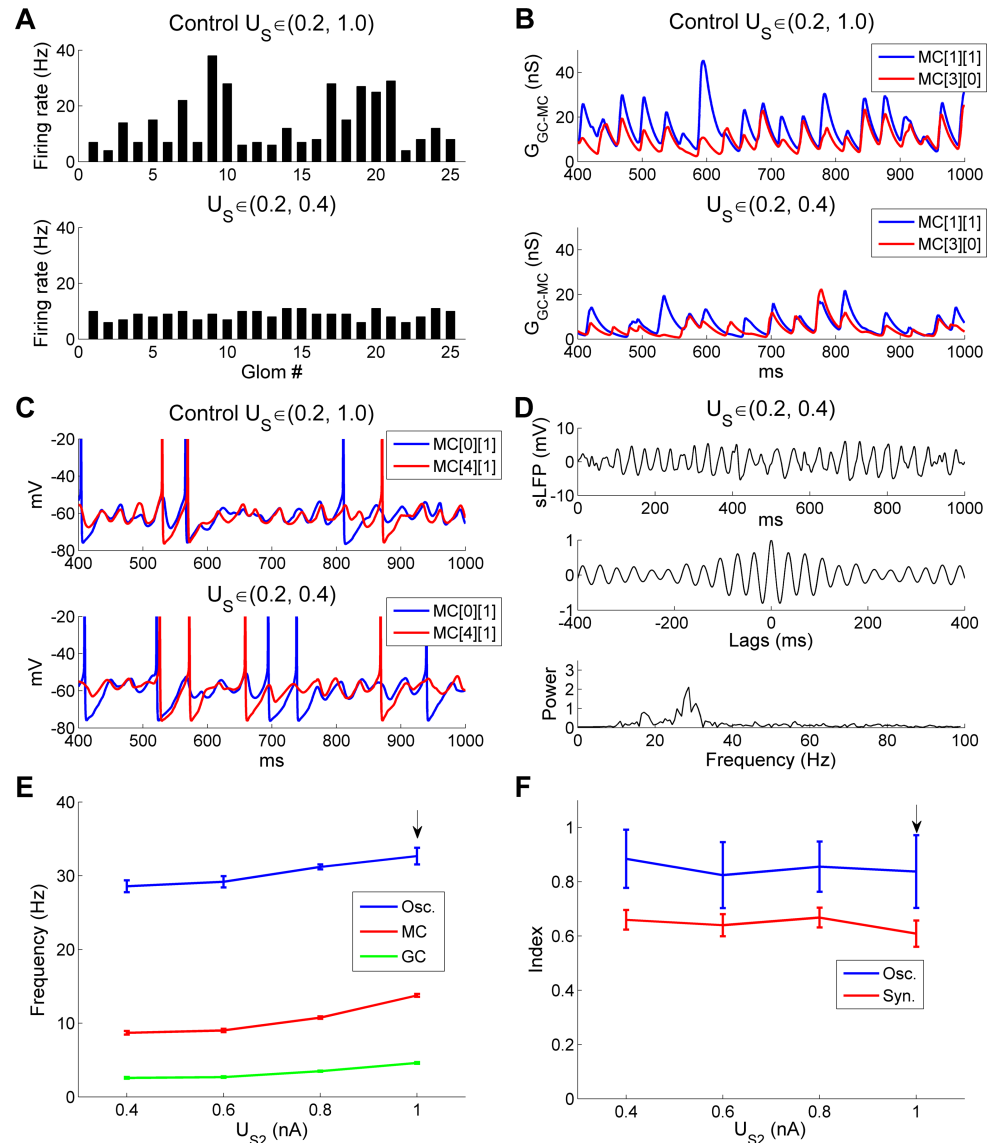 A
Control U_S∈(0.2, 1.0)
Firing rate (Hz)
40
20
0
0 5 10 15 20 25
U_S∈(0.2, 0.4)
Firing rate (Hz)
40
20
0
0 5 10 15 20 25
Glom #
B
Control U_S∈(0.2, 1.0)
G_GC-MC (nS)
MC[1][1]
MC[3][0]
40
20
0
400 500 600 700 800 900 1000
U_S∈(0.2, 0.4)
G_GC-MC (nS)
MC[1][1]
MC[3][0]
40
20
0
400 500 600 700 800 900 1000
ms
C
Control U_S∈(0.2, 1.0)
mV
MC[0][1]
MC[4][1]
-20
-40
-60
-80
400 500 600 700 800 900 1000
U_S∈(0.2, 0.4)
mV
MC[0][1]
MC[4][1]
-20
-40
-60
-80
400 500 600 700 800 900 1000
ms
D
U_S∈(0.2, 0.4)
sLFP (mV)
10
0
-10
0 200 400 600 800 1000
ms
1
0
1
-400 -200 0 200 400
Lags (ms)
Power
3
2
1
0
0 20 40 60 80 100
Frequency (Hz)
E
Frequency (Hz)
40
30
20
10
0
Osc.
MC
GC
0.4 0.6 0.8 1
U_S2 (nA)
F
Index
1
0.8
0.6
0.4
0.2
0
Osc.
Syn.
0.4 0.6 0.8 1
U_S2 (nA)